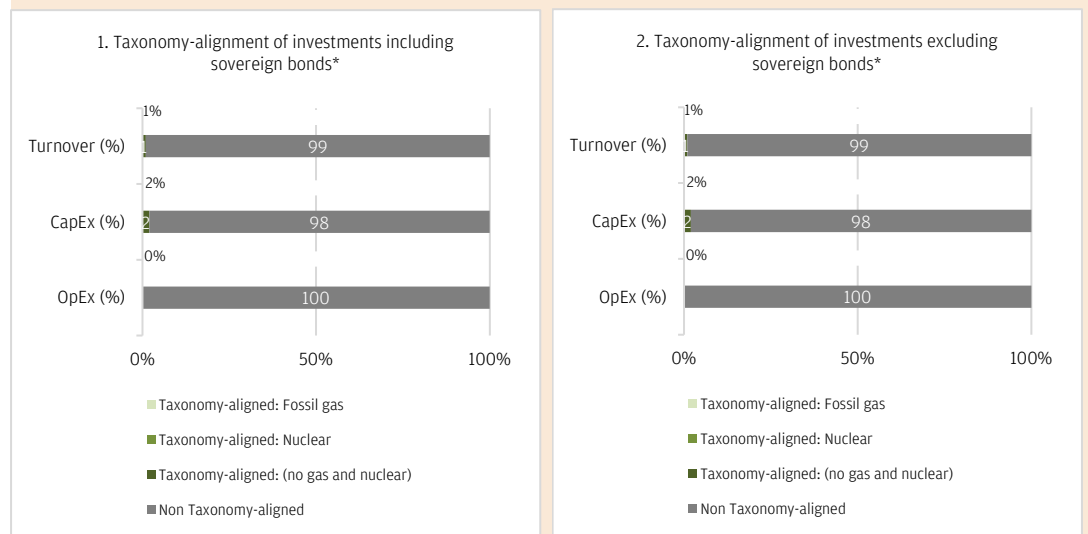 1. Taxonomy-alignment of investments including
sovereign bonds*
1%
Turnover (%)
1
99
2%
CapEx (%)
2
98
0%
OpEx (%)
100
0%
50%
100%
Taxonomy-aligned: Fossil gas
Taxonomy-aligned: Nuclear
Taxonomy-aligned: (no gas and nuclear)
Non Taxonomy-aligned
2. Taxonomy-alignment of investments excluding
sovereign bonds*
1%
Turnover (%)
1
99
2%
CapEx (%)
2
98
0%
OpEx (%)
100
0%
50%
100%
Taxonomy-aligned: Fossil gas
Taxonomy-aligned: Nuclear
Taxonomy-aligned: (no gas and nuclear)
Non Taxonomy-aligned